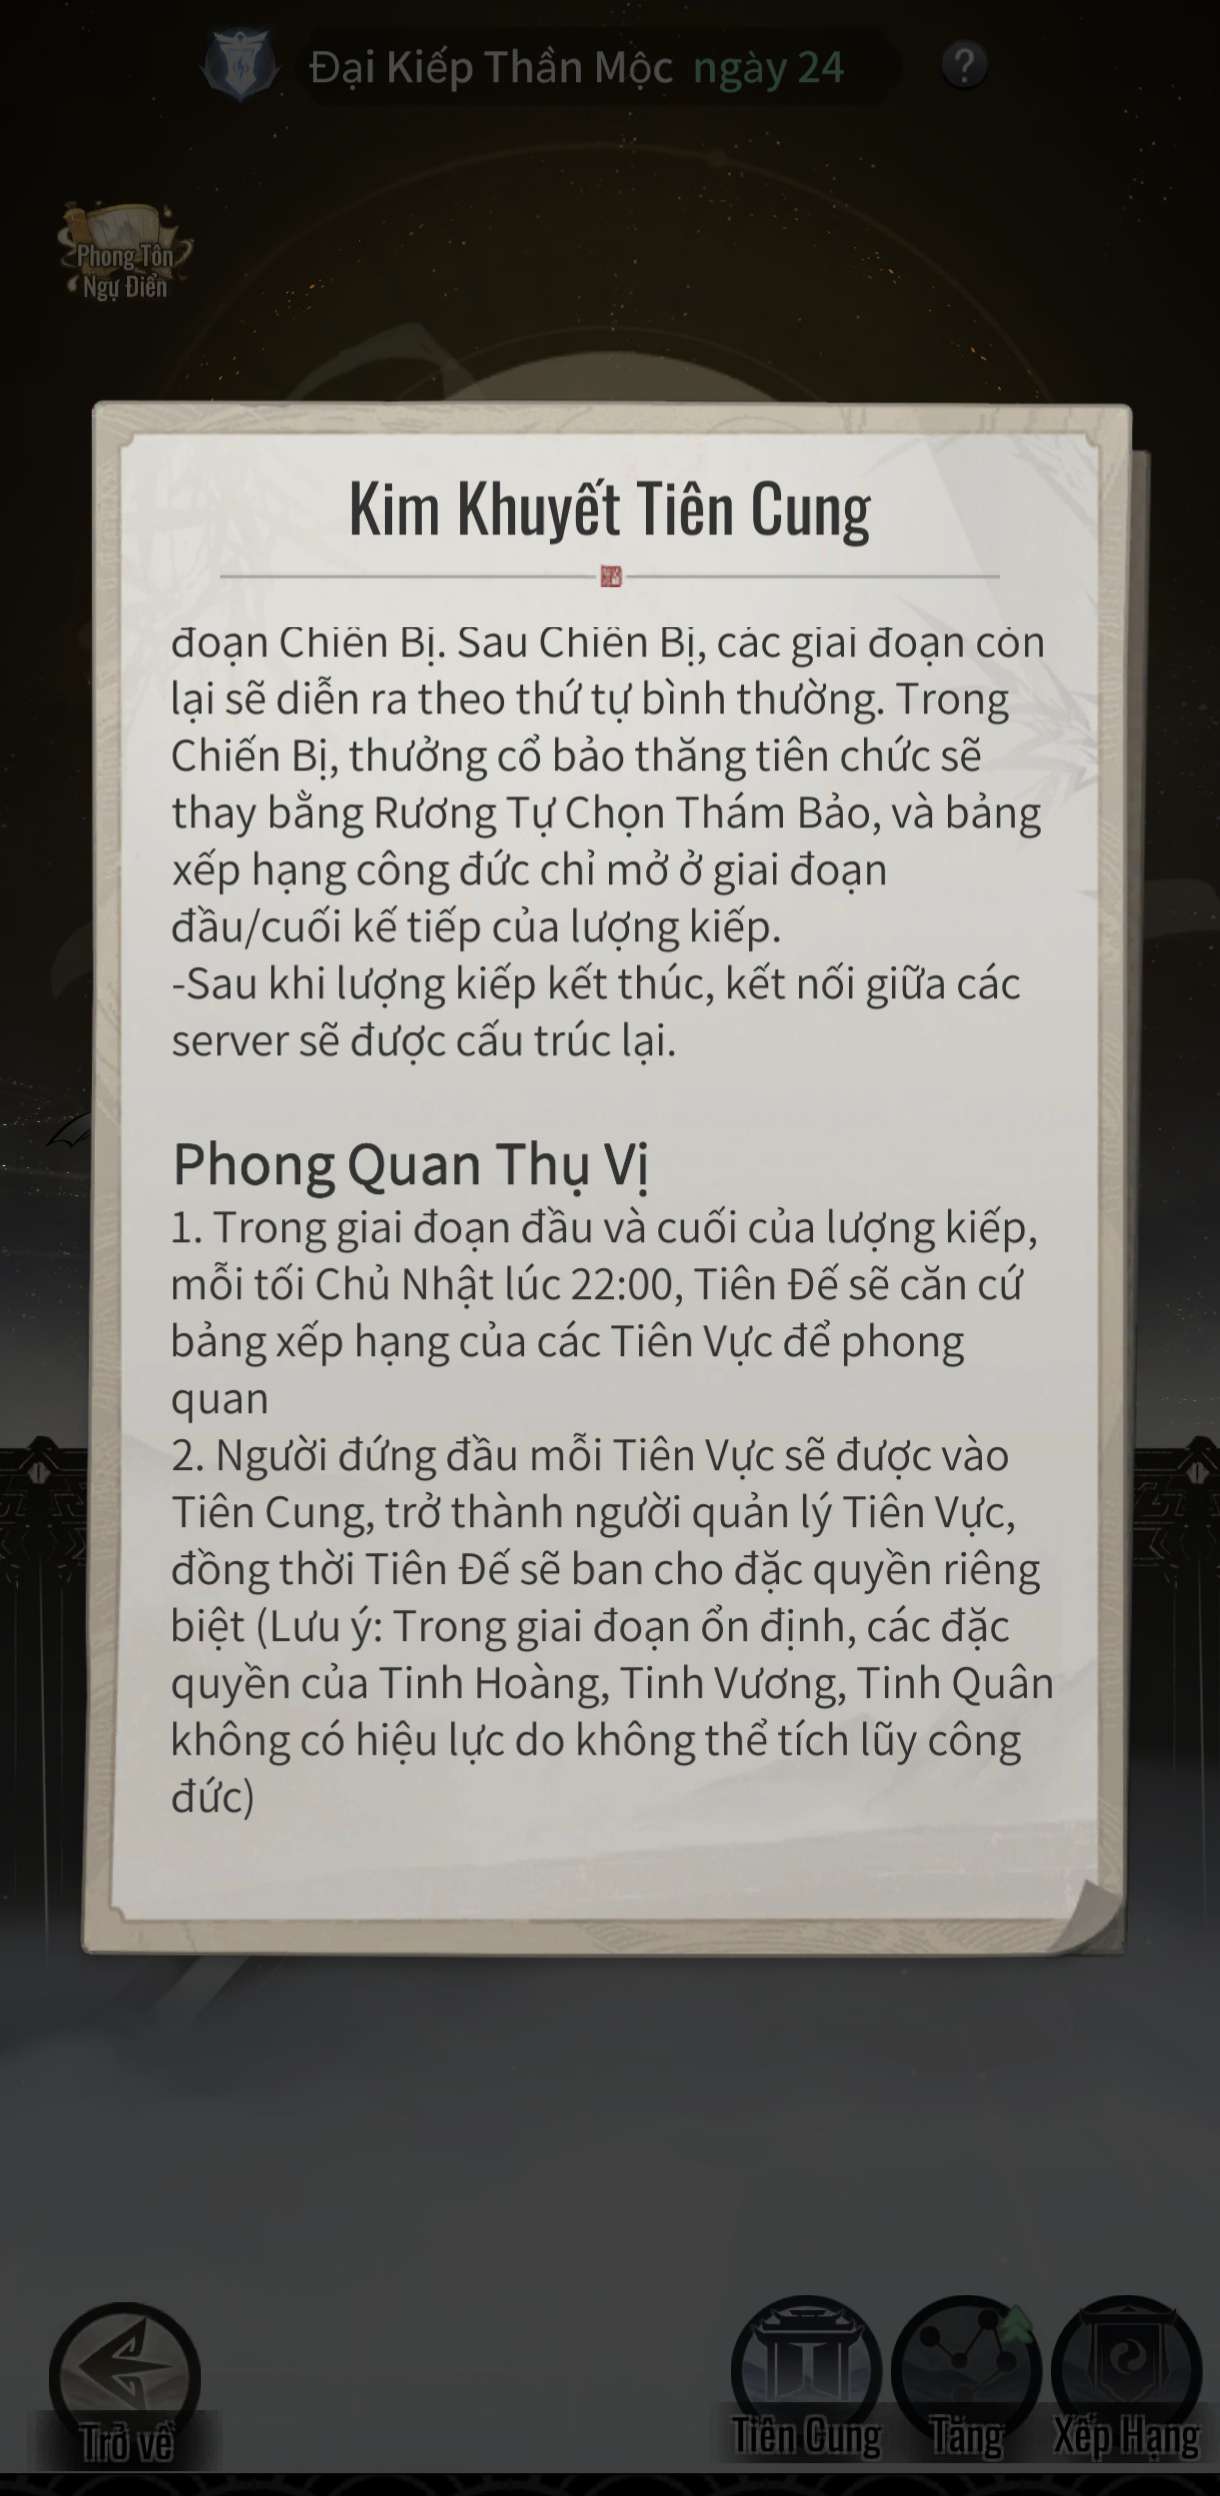 Đại Kiếp Thần Mộc ngày 24
?
Phong Tôn
Ngự Điển
Kim Khuyết Tiên Cung
đoạn Chiến Bị. Sau Chiến Bị, các giai đoạn còn
lại sẽ diễn ra theo thứ tự bình thường. Trong
Chiến Bị, thưởng cổ bảo thăng tiên chức sẽ
thay bằng Rương Tự Chọn Thám Bảo, và bảng
xếp hạng công đức chỉ mở ở giai đoạn
đầu/cuối kế tiếp của lượng kiếp.
-Sau khi lượng kiếp kết thúc, kết nối giữa các
server sẽ được cấu trúc lại.
Phong Quan Thụ Vị
1. Trong giai đoạn đầu và cuối của lượng kiếp,
mỗi tối Chủ Nhật lúc 22:00, Tiên Đế sẽ căn cứ
bảng xếp hạng của các Tiên Vực để phong
quan
2. Người đứng đầu mỗi Tiên Vực sẽ được vào
Tiên Cung, trở thành người quản lý Tiên Vực,
đồng thời Tiên Đế sẽ ban cho đặc quyền riêng
biệt (Lưu ý: Trong giai đoạn ổn định, các đặc
quyền của Tinh Hoàng, Tinh Vương, Tinh Quân
không có hiệu lực do không thể tích lũy công
đức)
Trở về
Tiên Cung
Tăng
Xếp Hạng